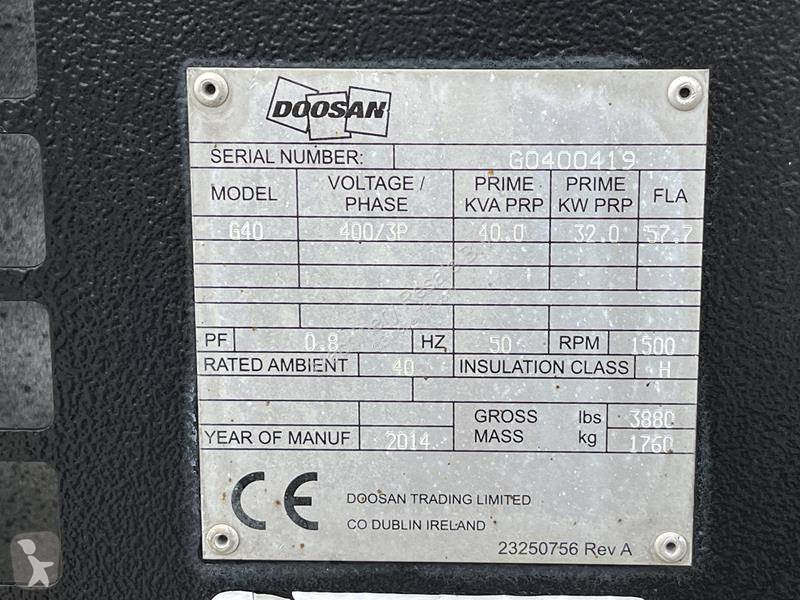 DOOSAN
SERIAL NUMBER: G0400419
MODEL VOLTAGE / PHASE PRIME KVA PRP PRIME KW PRP FLA
G40 400/3P 40.0 32.0 57.7
PF 0.8 HZ 50 RPM 1500
RATED AMBIENT 40 INSULATION CLASS H
GROSS MASS lbs 3880
YEAR OF MANUF 2014 kg 1760
CE
DOOSAN TRADING LIMITED
CO DUBLIN IRELAND
23250756 Rev A